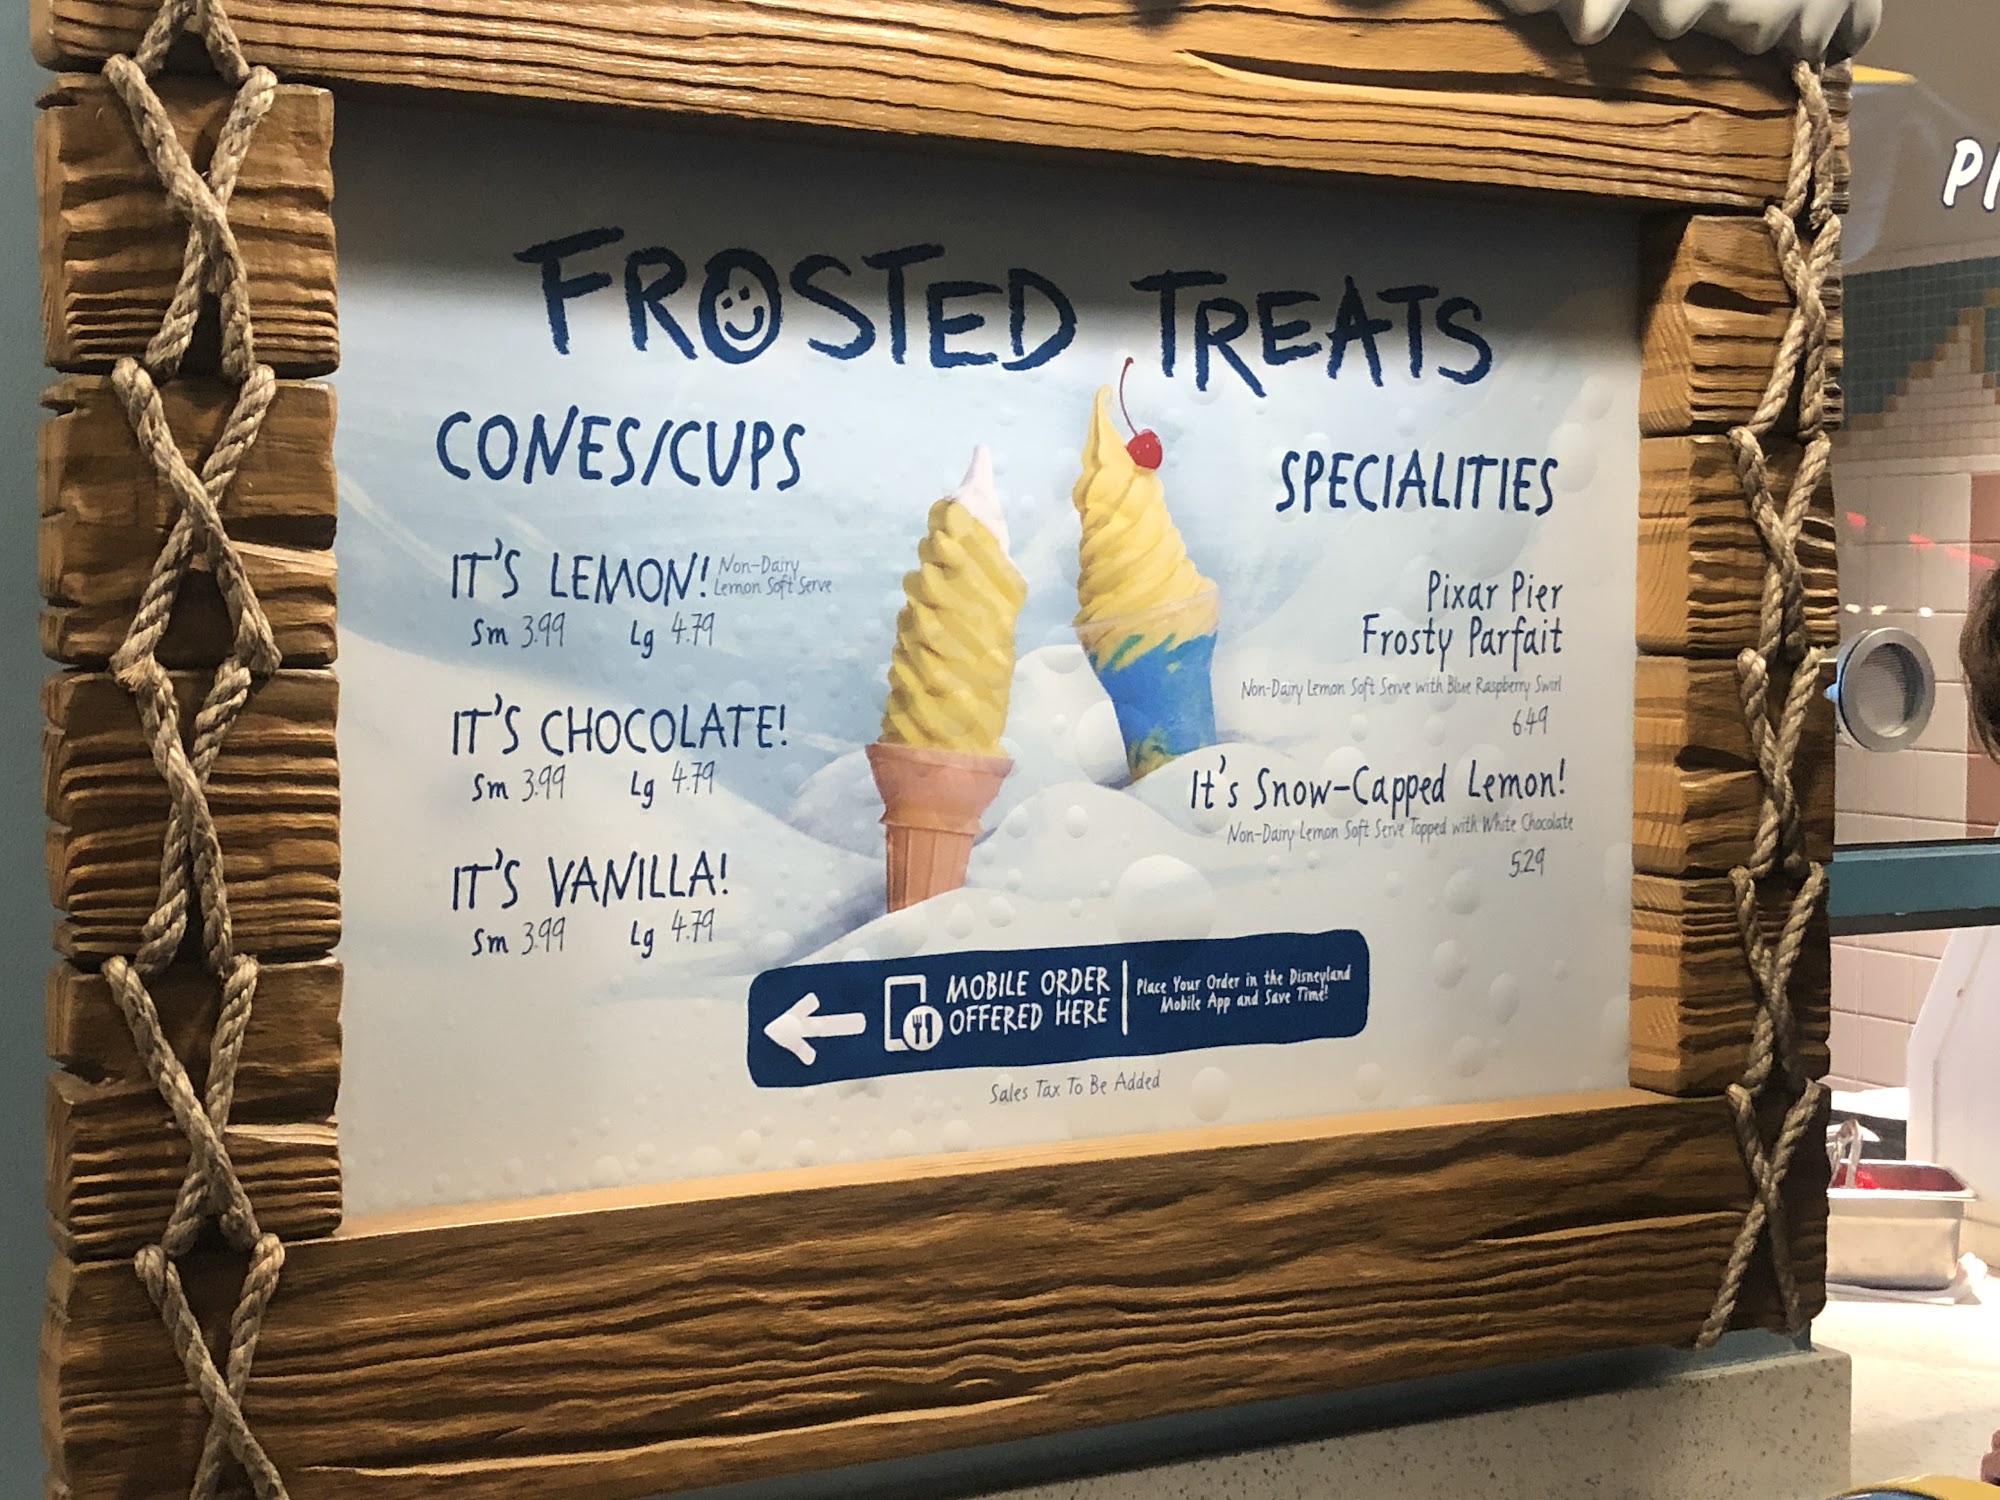 FROSTED TREATS
CONES/CUPS
IT'S LEMON! Non-Dairy
Lemon Soft Serve
Sm 3.99 Lg 4.79
IT'S CHOCOLATE!
Sm 3.99 Lg 4.79
IT'S VANILLA!
Sm 3.99 Lg 4.79
SPECIALITIES
Pixar Pier
Frosty Parfait
Non-Dairy Lemon Soft Serve with Blue Raspberry Swirl
6.49
It's Snow-Capped Lemon!
Non-Dairy Lemon Soft Serve Topped with White Chocolate
5.29
MOBILE ORDER
OFFERED HERE
Place Your Order in the Disneyland
Mobile App and Save Time!
Sales Tax To Be Added